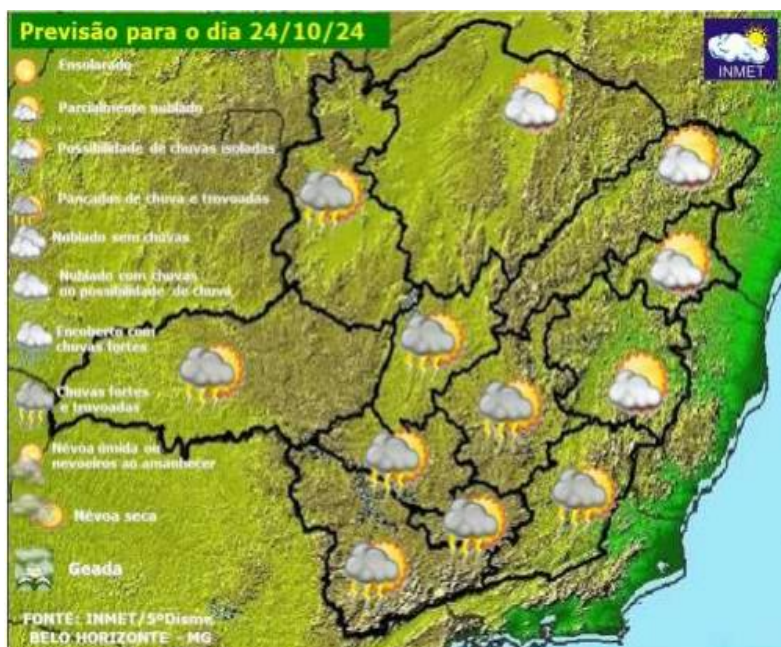 Previsão para o dia 24/10/24
INMET
Ensolarado
Parcialmente nublado
Possibilidade de chuvas isoladas
Pancadas de chuva e trovoadas
Nublado sem chuvas
Nublado com chuvas
ou possibilidade de chuva
Encoberto com
chuvas fortes
Chuvas fortes
e trovoadas
Névoa úmida ou
nevoeiros ao amanhecer
Névoa seca
Geada
FONTE: INMET/5ºDisme
BELO HORIZONTE - MG